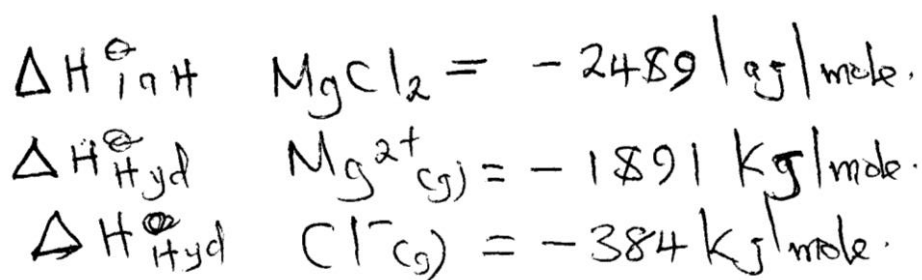 ΔH⊖latt MgCl₂ = -2489 kJ/mole.
ΔH⊖Hyd Mg²⁺(g) = -1891 KJ/mole.
ΔH⊖Hyd Cl⁻(g) = -384 kJ/mole.